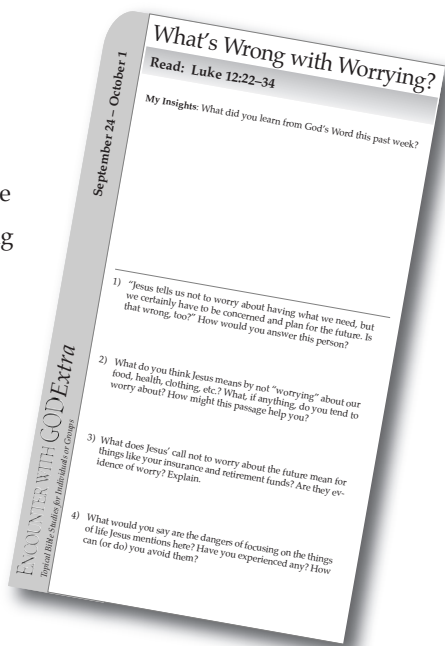 What's Wrong with Worrying?
Read: Luke 12:22–34
My Insights: What did you learn from God's Word this past week?
1) "Jesus tells us not to worry about having what we need, but
we certainly have to be concerned and plan for the future. Is
that wrong, too?" How would you answer this person?
2) What do you think Jesus means by not "worrying" about our
food, health, clothing, etc.? What, if anything, do you tend to
worry about? How might this passage help you?
3) What does Jesus' call not to worry about the future mean for
things like your insurance and retirement funds? Are they ev-
idence of worry? Explain.
4) What would you say are the dangers of focusing on the things
of life Jesus mentions here? Have you experienced any? How
can (or do) you avoid them?
September 24 – October 1
ENCOUNTER WITH GODExtra
Topical Bible Studies for Individuals or Groups
e
g